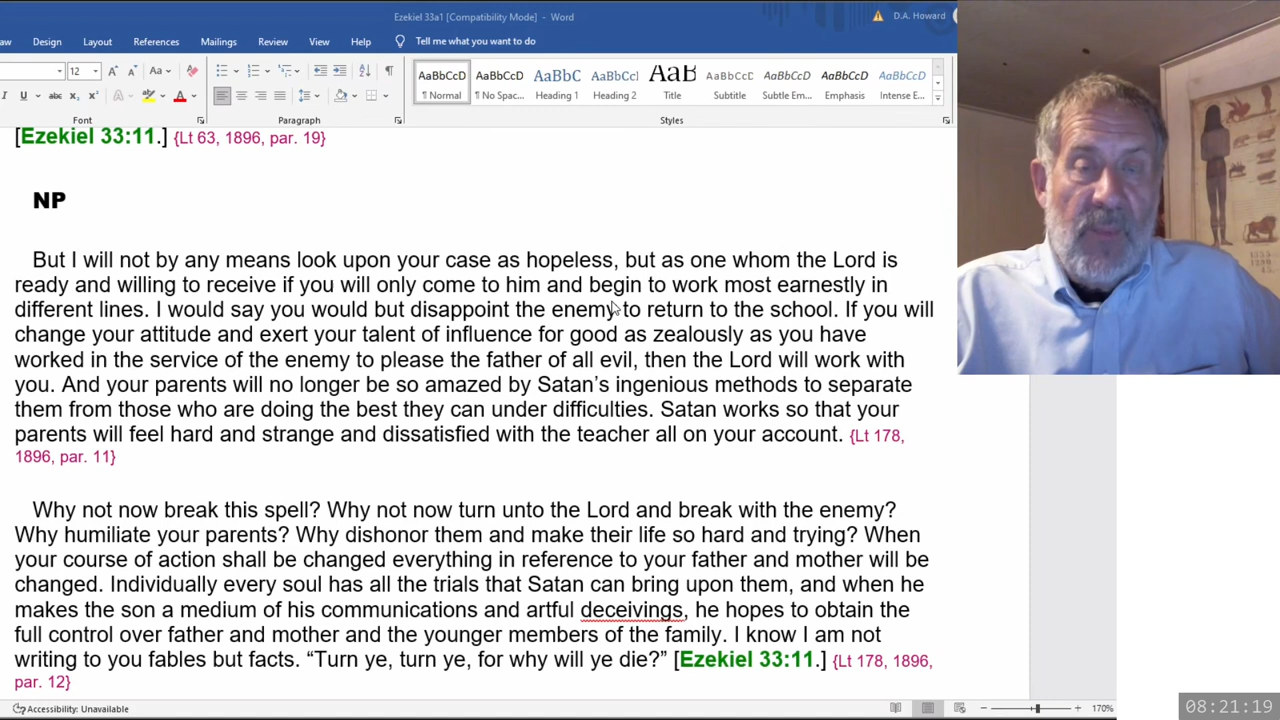 Ezekiel 33a1 [Compatibility Mode] - Word
D.A. Howard
aw Design Layout References Mailings Review View Help Tell me what you want to do
12
Aa
I U abc x₂ x² A A
AaBbCcD AaBbCcD AaBbC AaBbCcl AaB AaBbCcD AaBbCcD AaBbCcD AaBbCcD
¶ Normal ¶ No Spac... Heading 1 Heading 2 Title Subtitle Subtle Em... Emphasis Intense E...
Font Paragraph Styles
[Ezekiel 33:11.] {Lt 63, 1896, par. 19}
NP
But I will not by any means look upon your case as hopeless, but as one whom the Lord is
ready and willing to receive if you will only come to him and begin to work most earnestly in
different lines. I would say you would but disappoint the enemy to return to the school. If you will
change your attitude and exert your talent of influence for good as zealously as you have
worked in the service of the enemy to please the father of all evil, then the Lord will work with
you. And your parents will no longer be so amazed by Satan’s ingenious methods to separate
them from those who are doing the best they can under difficulties. Satan works so that your
parents will feel hard and strange and dissatisfied with the teacher all on your account. {Lt 178,
1896, par. 11}
Why not now break this spell? Why not now turn unto the Lord and break with the enemy?
Why humiliate your parents? Why dishonor them and make their life so hard and trying? When
your course of action shall be changed everything in reference to your father and mother will be
changed. Individually every soul has all the trials that Satan can bring upon them, and when he
makes the son a medium of his communications and artful deceivings, he hopes to obtain the
full control over father and mother and the younger members of the family. I know I am not
writing to you fables but facts. “Turn ye, turn ye, for why will ye die?” [Ezekiel 33:11.] {Lt 178, 1896,
par. 12}
Accessibility: Unavailable
170%
08:21:19